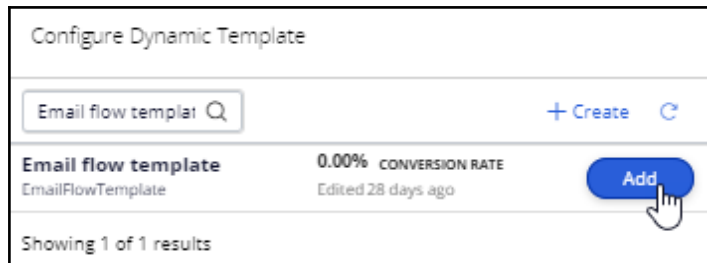 Configure Dynamic Template
Email flow templat
+ Create
Email flow template 0.00% CONVERSION RATE
Add
EmailFlowTemplate Edited 28 days ago
Showing 1 of 1 results